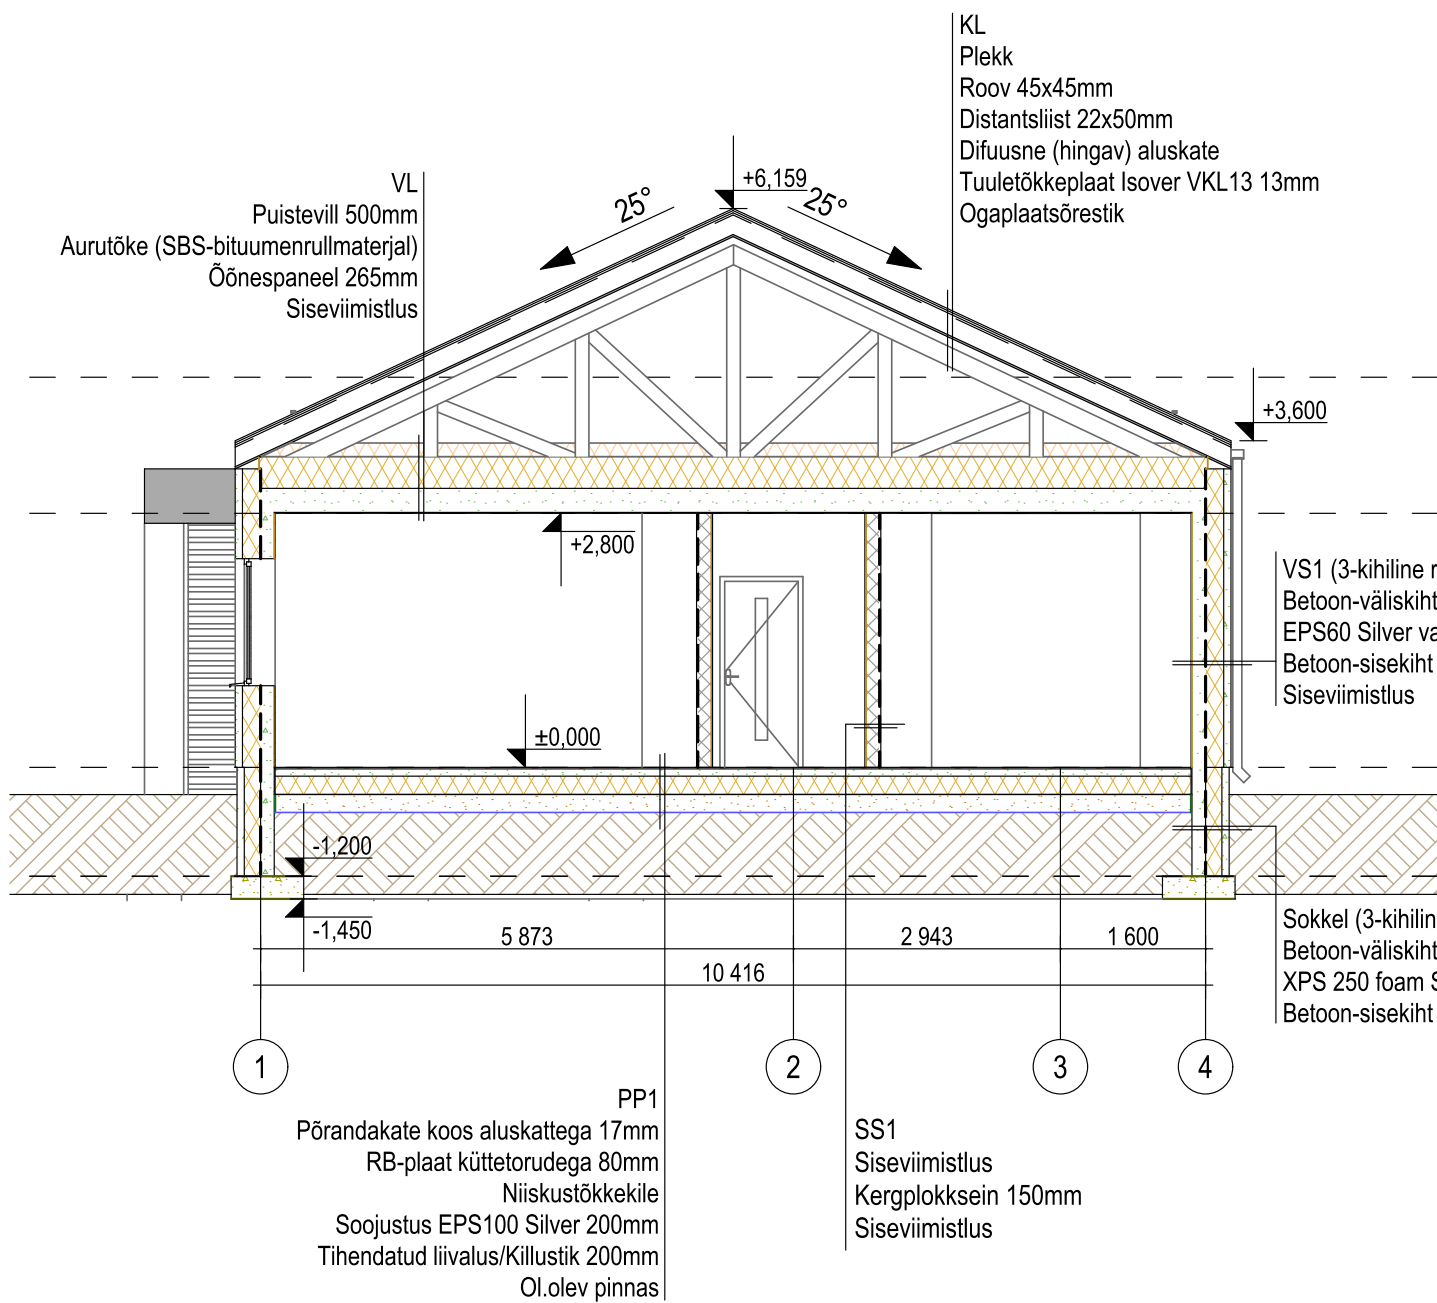 KL
Plekk
Roov 45x45mm
Distantsliist 22x50mm
Difuusne (hingav) aluskate
Tuuletõkkeplaat Isover VKL13 13mm
Ogaplaatsõrestik
VL
Puistevill 500mm
Aurutõke (SBS-bituumenrullmaterjal)
Õõnespaneel 265mm
Siseviimistlus
25°
+6,159
25°
+3,600
+2,800
±0,000
VS1 (3-kihiline
Betoon-väliskiht
EPS60 Silver
Betoon-sisekiht
Siseviimistlus
-1,200
-1,450
5 873
2 943
1 600
10 416
Sokkel
Betoon-väliskiht
XPS 250 foam
Betoon-sisekiht
1
2
3
4
PP1
Põrandakate koos aluskattega 17mm
RB-plaat küttetorudega 80mm
Niiskustõkkekile
Soojustus EPS100 Silver 200mm
Tihendatud liivalus/Killustik 200mm
Ol.olev pinnas
SS1
Siseviimistlus
Kergplokksein 150mm
Siseviimistlus